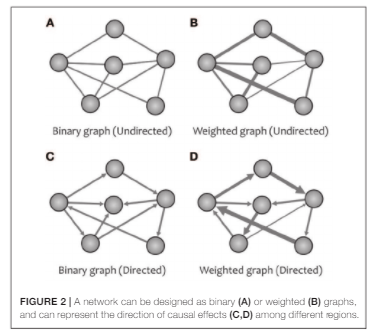 A
B
Binary graph (Undirected)
Weighted graph (Undirected)
C
D
Binary graph (Directed)
Weighted graph (Directed)
FIGURE 2 | A network can be designed as binary (A) or weighted (B) graphs,
and can represent the direction of causal effects (C,D) among different regions.